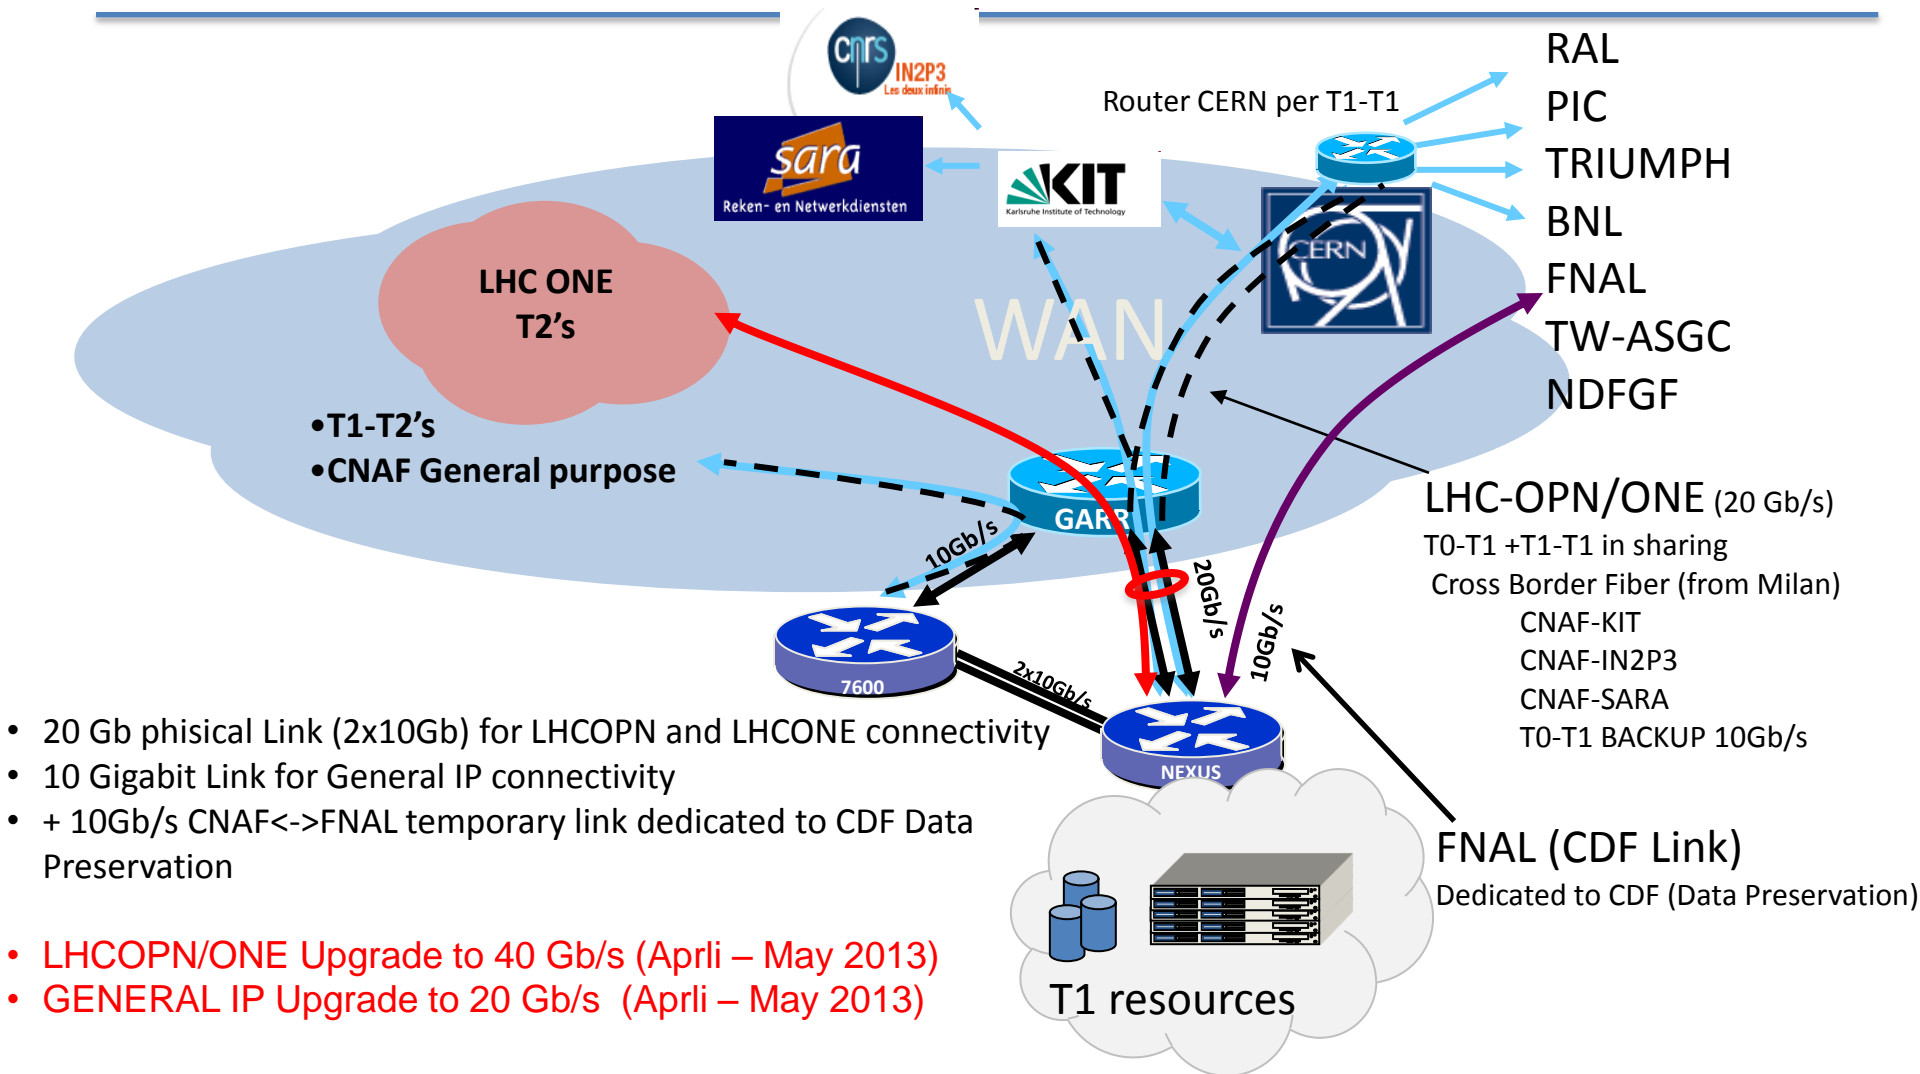 cnrs
IN2P3
Les deux infinis
sara
Reken- en Netwerkdiensten
KIT
Karlsruhe Institute of Technology
Router CERN per T1-T1
CERN
RAL
PIC
TRIUMPH
BNL
FNAL
TW-ASGC
NDFGF
LHC ONE
T2's
WAN
•T1-T2's
•CNAF General purpose
GARR
10Gb/s
20Gb/s
10Gb/s
2x10Gb/s
7600
NEXUS
LHC-OPN/ONE (20 Gb/s)
T0-T1 +T1-T1 in sharing
Cross Border Fiber (from Milan)
CNAF-KIT
CNAF-IN2P3
CNAF-SARA
T0-T1 BACKUP 10Gb/s
• 20 Gb phisical Link (2x10Gb) for LHCOPN and LHCONE connectivity
• 10 Gigabit Link for General IP connectivity
• + 10Gb/s CNAF<->FNAL temporary link dedicated to CDF Data
Preservation
FNAL (CDF Link)
Dedicated to CDF (Data Preservation)
• LHCOPN/ONE Upgrade to 40 Gb/s (Aprli – May 2013)
• GENERAL IP Upgrade to 20 Gb/s (Aprli – May 2013)
T1 resources